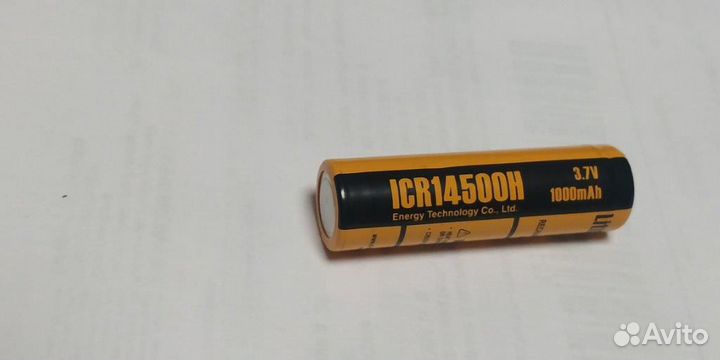 ICR14500H
Energy Technology Co., Ltd.
3.7V
1000mAh
Avito